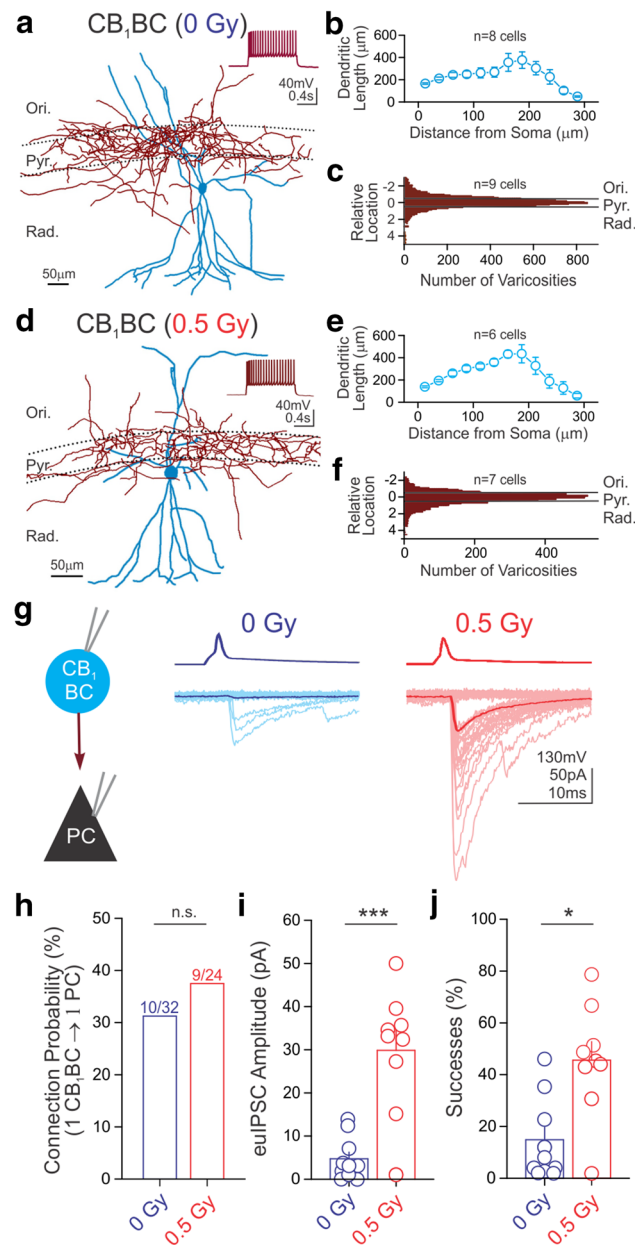 a
CB₁BC (0 Gy)
40mV
0.4s
Ori.
Pyr.
Rad.
50µm
b
Dendritic
Length (µm)
600
400
200
0
n=8 cells
0 100 200 300
Distance from Soma (µm)
c
Relative
Location
-2
0
2
4
n=9 cells
Ori.
Pyr.
Rad.
0 200 400 600 800
Number of Varicosities
d
CB₁BC (0.5 Gy)
40mV
0.4s
Ori.
Pyr.
Rad.
50µm
e
Dendritic
Length (µm)
600
400
200
0
n=6 cells
0 100 200 300
Distance from Soma (µm)
f
Relative
Location
-2
0
2
4
n=7 cells
Ori.
Pyr.
Rad.
0 200 400
Number of Varicosities
g
CB₁
BC
PC
0 Gy
0.5 Gy
130mV
50pA
10ms
h
Connection Probability (%)
(1 CB₁BC → 1 PC)
50
40
30
20
10
0
n.s.
10/32
9/24
0 Gy
0.5 Gy
i
euIPSC Amplitude (pA)
60
50
40
30
20
10
0
***
0 Gy
0.5 Gy
j
Successes (%)
100
80
60
40
20
0
*
0 Gy
0.5 Gy